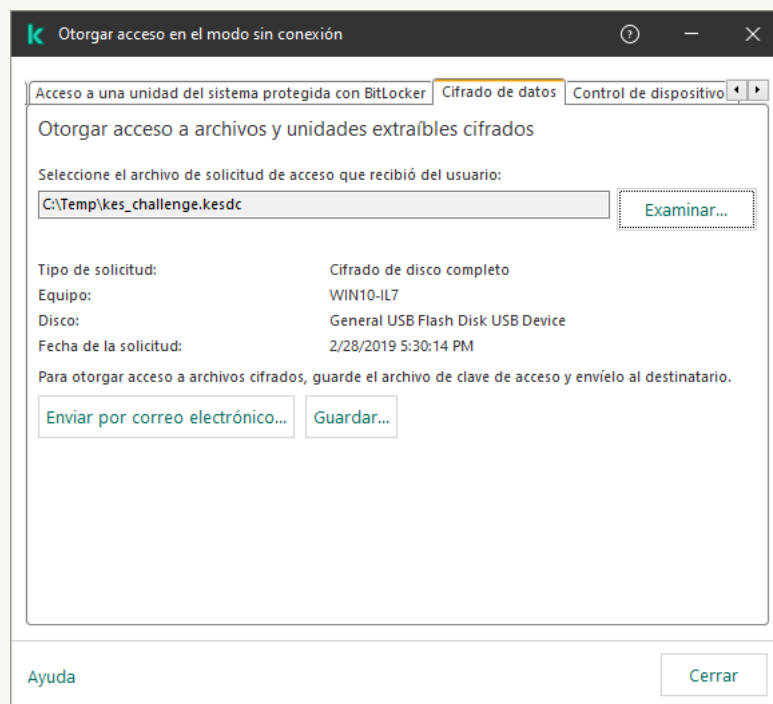 Otorgar acceso en el modo sin conexión
Acceso a una unidad del sistema protegida con BitLocker
Cifrado de datos
Control de dispositivo
Otorgar acceso a archivos y unidades extraíbles cifrados
Seleccione el archivo de solicitud de acceso que recibió del usuario:
C:\Temp\kes_challenge.kesdc
Examinar...
Tipo de solicitud: Cifrado de disco completo
Equipo: WIN10-IL7
Disco: General USB Flash Disk USB Device
Fecha de la solicitud: 2/28/2019 5:30:14 PM
Para otorgar acceso a archivos cifrados, guarde el archivo de clave de acceso y envíelo al destinatario.
Enviar por correo electrónico...
Guardar...
Ayuda
Cerrar